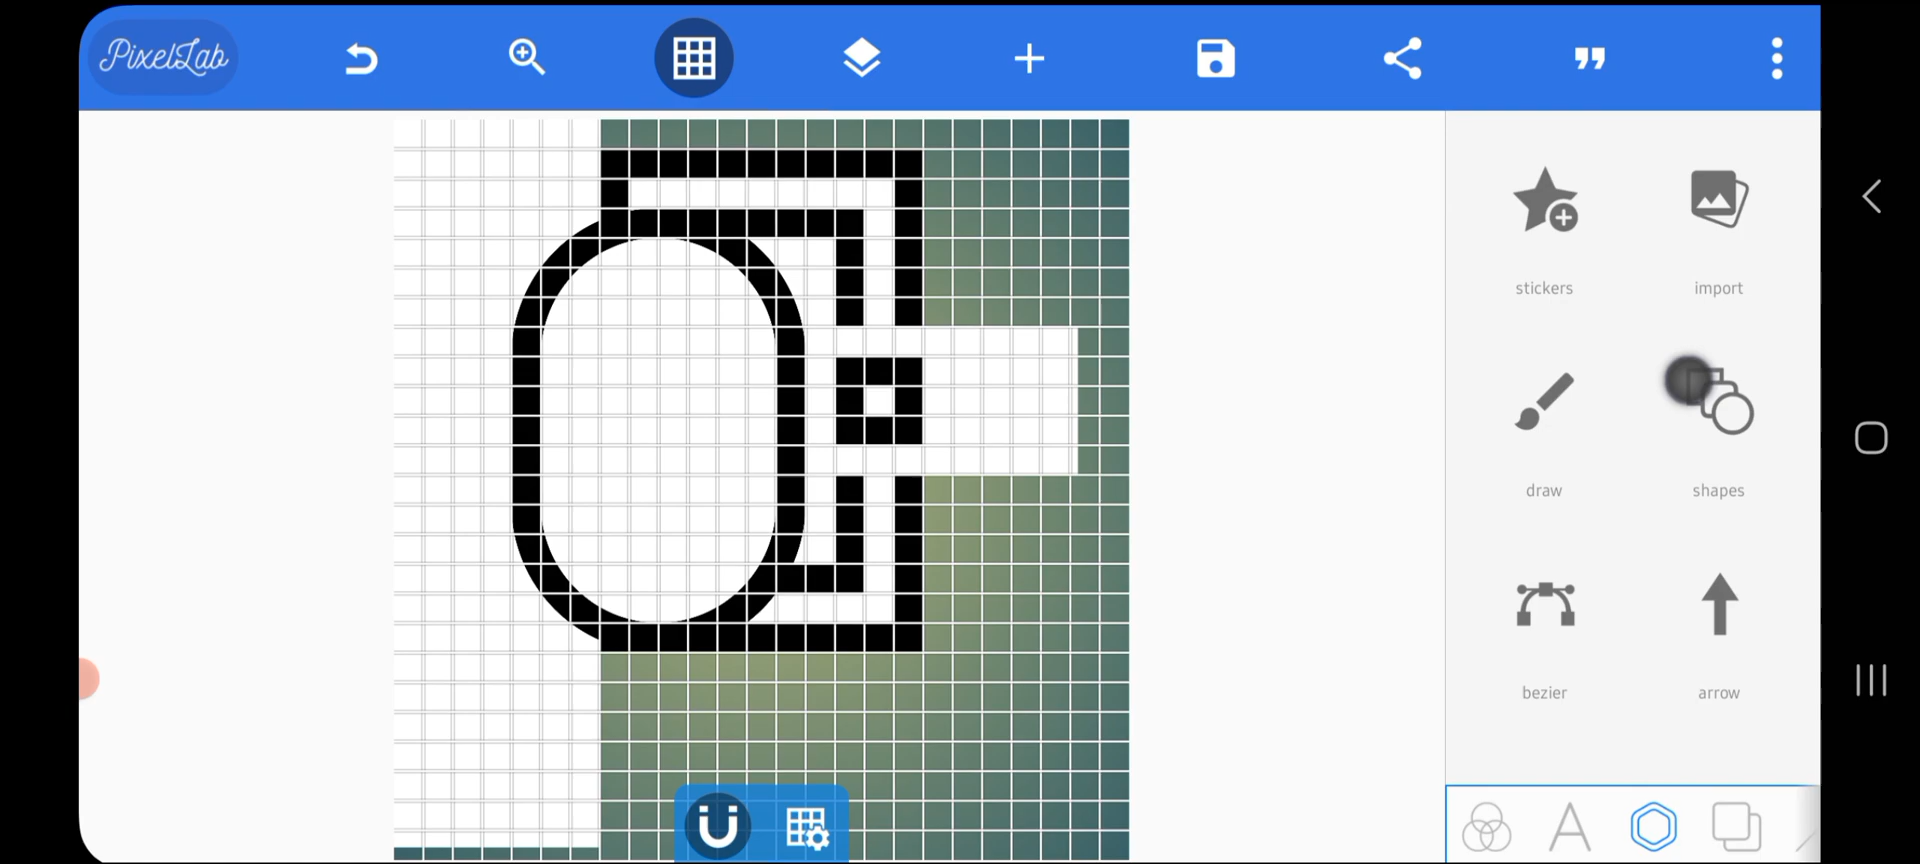 PixelLab
stickers
import
draw
shapes
bezier
arrow